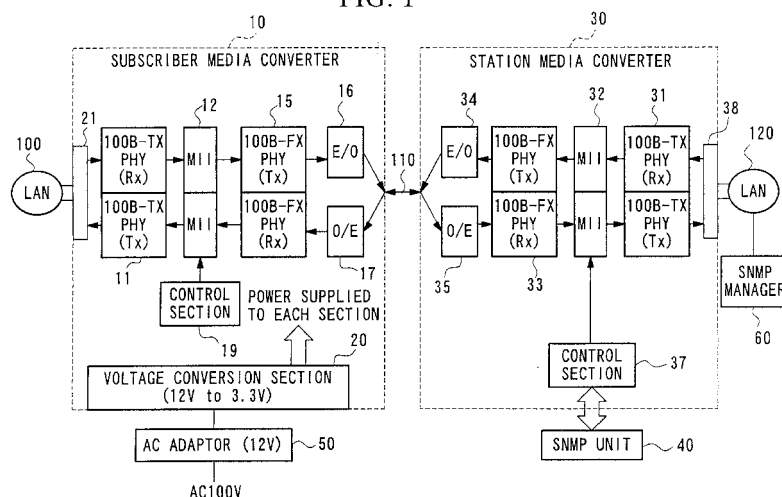 FIG. 1
10
30
SUBSCRIBER MEDIA CONVERTER
STATION MEDIA CONVERTER
100
21
12
15
16
34
32
31
38
120
LAN
100B-TX
PHY
(Rx)
MII
100B-FX
PHY
(Tx)
E/O
110
E/O
100B-FX
PHY
(Tx)
MII
100B-TX
PHY
(Rx)
LAN
100B-TX
PHY
(Tx)
MII
100B-FX
PHY
(Rx)
O/E
O/E
100B-FX
PHY
(Rx)
MII
100B-TX
PHY
(Tx)
11
17
35
33
SNMP
MANAGER
60
CONTROL
SECTION
19
POWER SUPPLIED
TO EACH SECTION
20
VOLTAGE CONVERSION SECTION
(12V to 3.3V)
CONTROL
SECTION
37
AC ADAPTOR (12V)
50
SNMP UNIT
40
AC100V